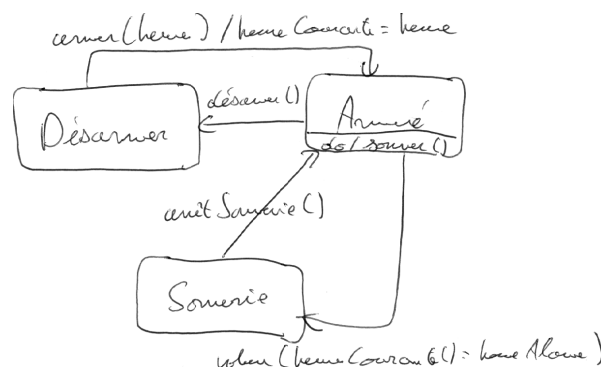 armer(heure) / heureCourante = heure
désarmer()
Désarmer
Armé
do/sonner()
arrêtSonnerie()
Sonnerie
when (heureCourante() = heureAlarme)